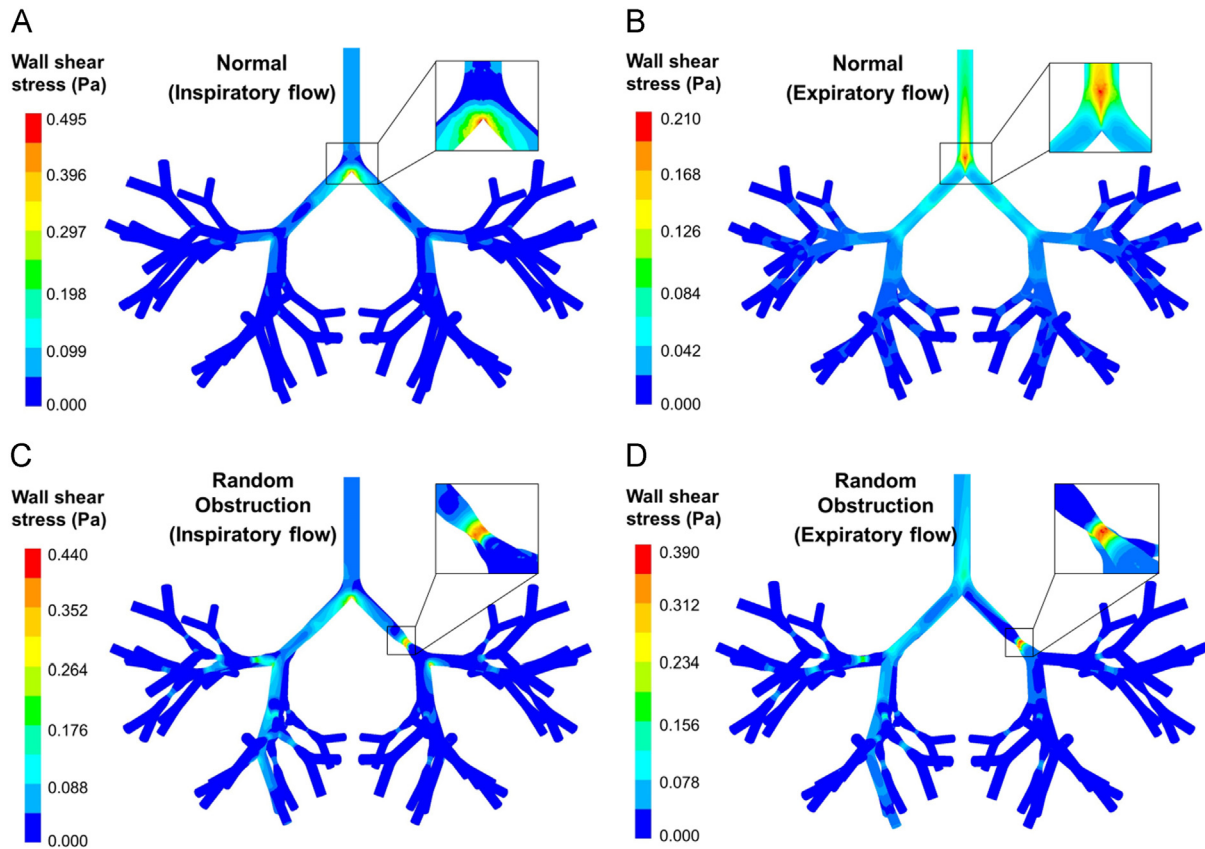 A
Wall shear
stress (Pa)
0.495
0.396
0.297
0.198
0.099
0.000
Normal
(Inspiratory flow)
B
Wall shear
stress (Pa)
0.210
0.168
0.126
0.084
0.042
0.000
Normal
(Expiratory flow)
C
Wall shear
stress (Pa)
0.440
0.352
0.264
0.176
0.088
0.000
Random
Obstruction
(Inspiratory flow)
D
Wall shear
stress (Pa)
0.390
0.312
0.234
0.156
0.078
0.000
Random
Obstruction
(Expiratory flow)